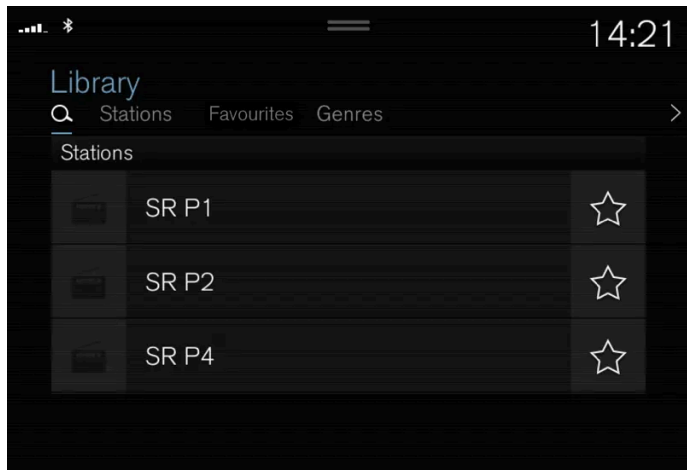 14:21
Library
Stations Favourites Genres
Stations
SR P1
SR P2
SR P4